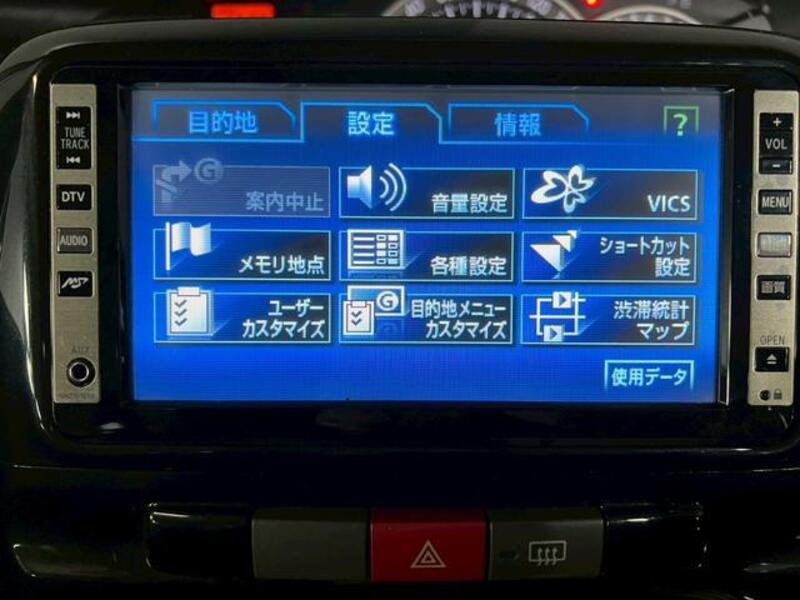 目的地
設定
情報
?
案内中止
音量設定
VICS
メモリ地点
各種設定
ショートカット
設定
ユーザー
カスタマイズ
目的地メニュー
カスタマイズ
渋滞統計
マップ
使用データ
TUNE
TRACK
DTV
AUDIO
AUX
+
VOL
-
MENU
画質
OPEN
G
G